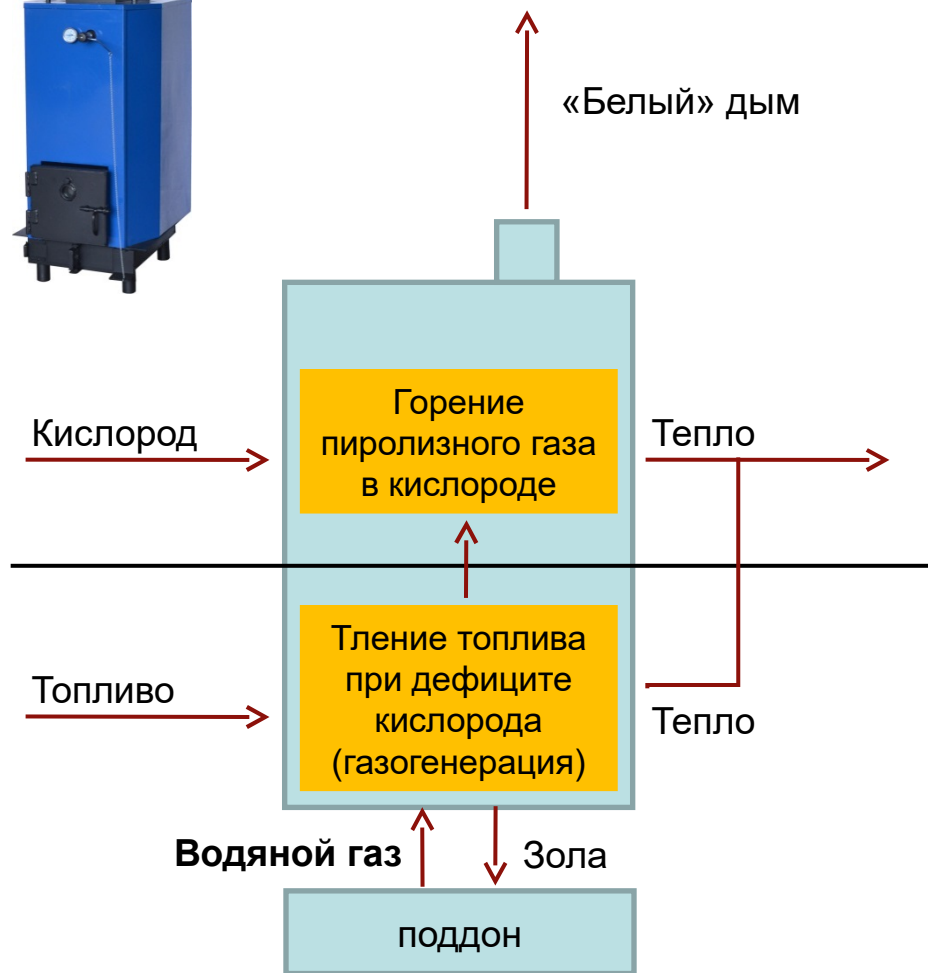 «Белый» дым
Кислород
Горение
пиролизного газа
в кислороде
Тепло
Топливо
Тление топлива
при дефиците
кислорода
(газогенерация)
Тепло
Водяной газ
Зола
поддон